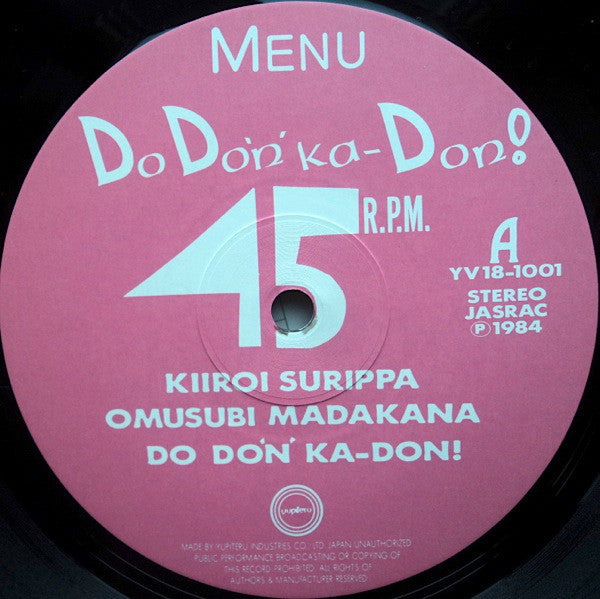 MENU
Do Do'n' ka-Don!
45
R.P.M.
A
YV18-1001
STEREO
JASRAC
Ⓟ1984
KIIROI SURIPPA
OMUSUBI MADAKANA
DO DO'N' KA-DON!
yupiteru
MADE BY YUPITERU INDUSTRIES CO., LTD. JAPAN UNAUTHORIZED
PUBLIC PERFORMANCE BROADCASTING OR COPYING OF
THIS RECORD PROHIBITED. ALL RIGHTS OF
AUTHORS & MANUFACTURER RESERVED